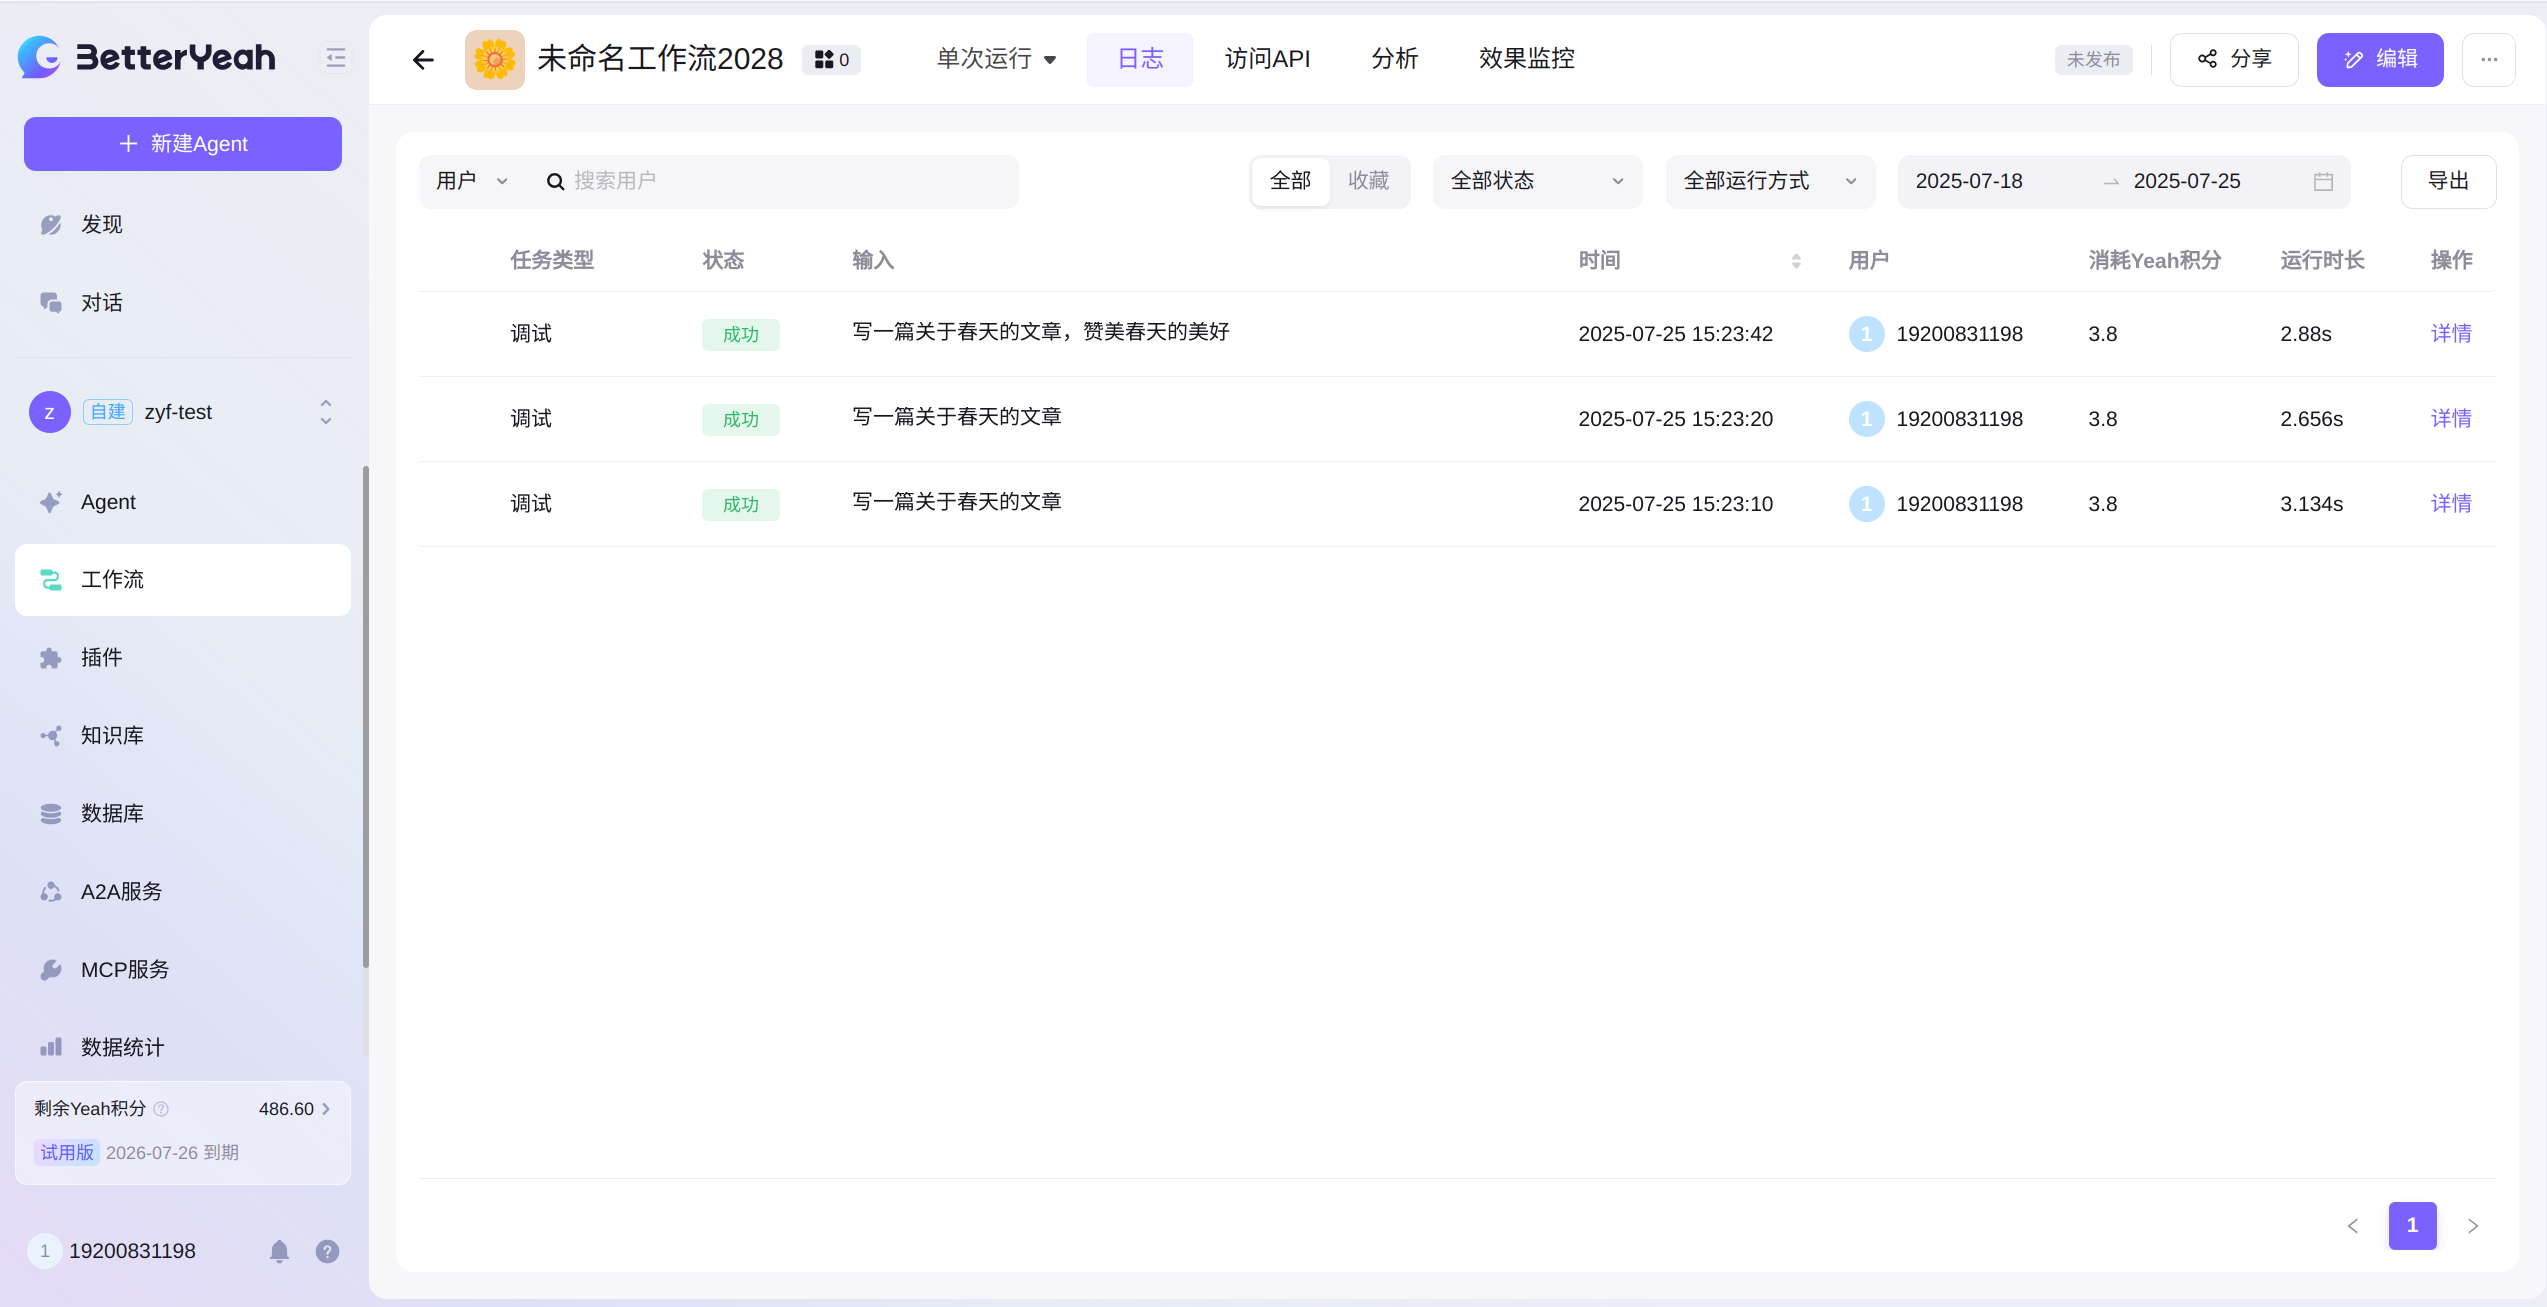 BetterYeah
新建Agent
发现
对话
z 自建 zyf-test
Agent
工作流
插件
知识库
数据库
A2A服务
MCP服务
数据统计
剩余Yeah积分 486.60
试用版 2026-07-26 到期
1 19200831198
未命名工作流2028 0 单次运行 日志 访问API 分析 效果监控 未发布 分享 编辑
用户 搜索用户 全部 收藏 全部状态 全部运行方式 2025-07-18 → 2025-07-25 导出
任务类型 状态 输入 时间 用户 消耗Yeah积分 运行时长 操作
调试 成功 写一篇关于春天的文章，赞美春天的美好 2025-07-25 15:23:42 1 19200831198 3.8 2.88s 详情
调试 成功 写一篇关于春天的文章 2025-07-25 15:23:20 1 19200831198 3.8 2.656s 详情
调试 成功 写一篇关于春天的文章 2025-07-25 15:23:10 1 19200831198 3.8 3.134s 详情
1